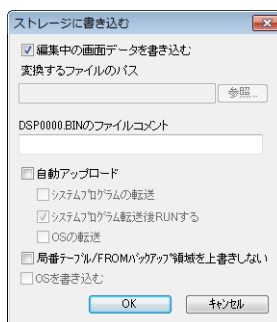 ストレージに書き込む
編集中の画面データを書き込む
変換するファイルのパス
参照...
DSP0000.BINのファイルコメント
自動アップロード
システムプログラムの転送
システムプログラム転送後RUNする
OSの転送
局番テーブル/FROMバックアップ領域を上書きしない
OSを書き込む
OK
キャンセル